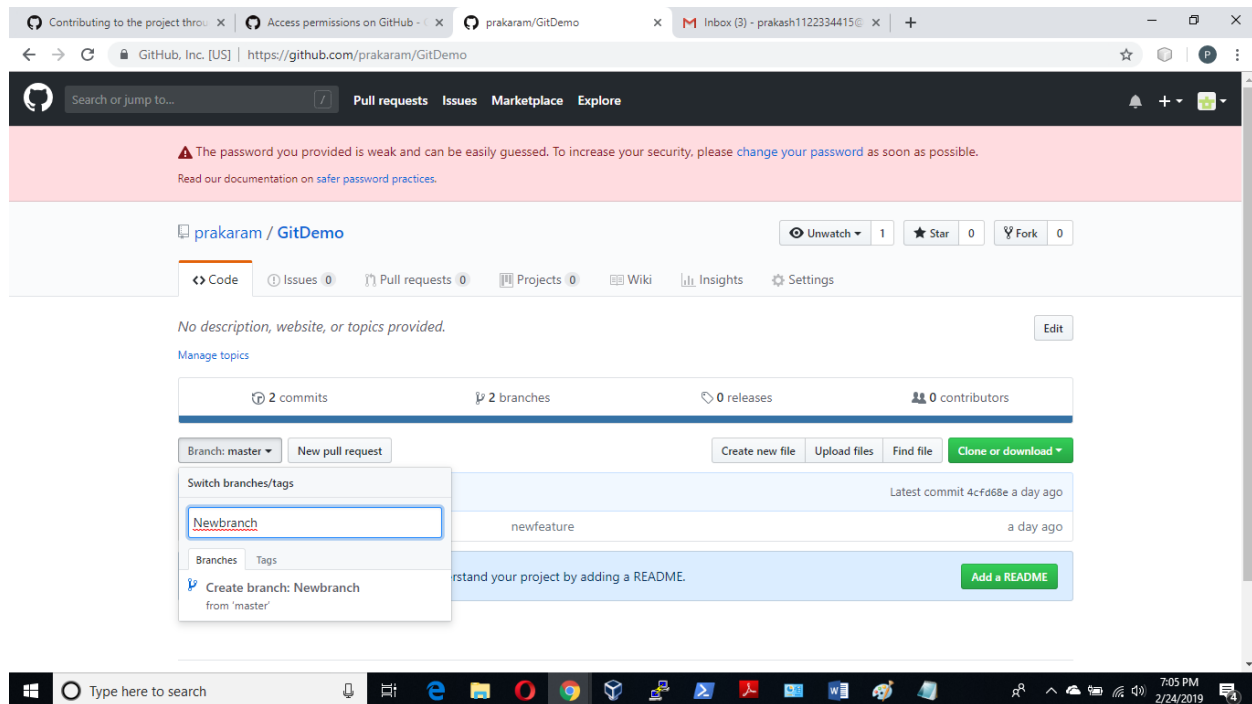 Contributing to the project throu
Access permissions on GitHub -
prakaram/GitDemo
Inbox (3) - prakash1122334415@
GitHub, Inc. [US] | https://github.com/prakaram/GitDemo
P
Search or jump to...
/
Pull requests Issues Marketplace Explore
The password you provided is weak and can be easily guessed. To increase your security, please change your password as soon as possible.
Read our documentation on safer password practices.
prakaram / GitDemo
Unwatch 1 Star 0 Fork 0
Code Issues 0 Pull requests 0 Projects 0 Wiki Insights Settings
No description, website, or topics provided.
Edit
Manage topics
2 commits 2 branches 0 releases 0 contributors
Branch: master New pull request Create new file Upload files Find file Clone or download
Switch branches/tags
Latest commit 4cfd68e a day ago
Newbranch
newfeature a day ago
Branches Tags
rstand your project by adding a README.
Add a README
Create branch: Newbranch
from 'master'
Type here to search
7:05 PM
2/24/2019
4